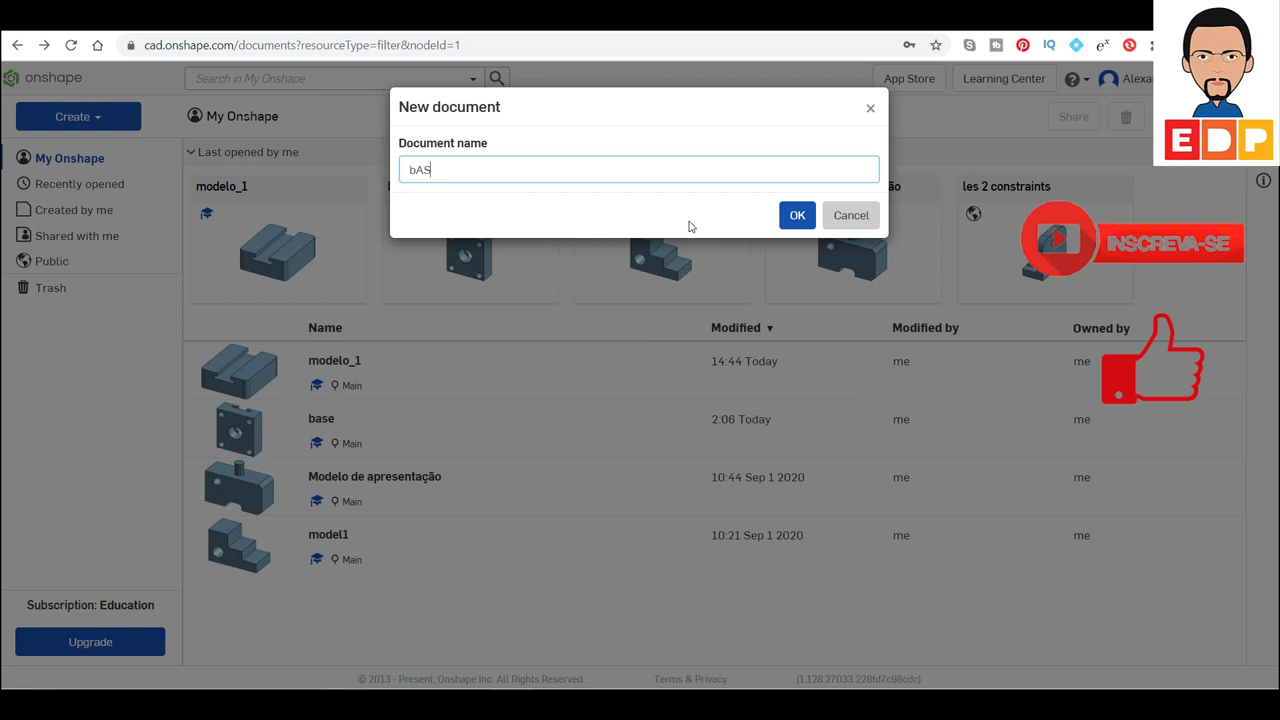 cad.onshape.com/documents?resourceType=filter&nodeId=1
onshape
Search in My Onshape
App Store
Learning Center
Alexa
EDP
Create
My Onshape
Share
New document
Document name
bAS
OK
Cancel
My Onshape
Recently opened
Created by me
Shared with me
Public
Trash
Last opened by me
modelo_1
ão
les 2 constraints
INSCREVA-SE
Name
Modified
Modified by
Owned by
modelo_1
Main
14:44 Today
me
me
base
Main
2:06 Today
me
me
Modelo de apresentação
Main
10:44 Sep 1 2020
me
me
model1
Main
10:21 Sep 1 2020
me
me
Subscription: Education
Upgrade
© 2013 - Present, Onshape Inc. All Rights Reserved.
Terms & Privacy
(1.128.27033.228fd7c98cdc)